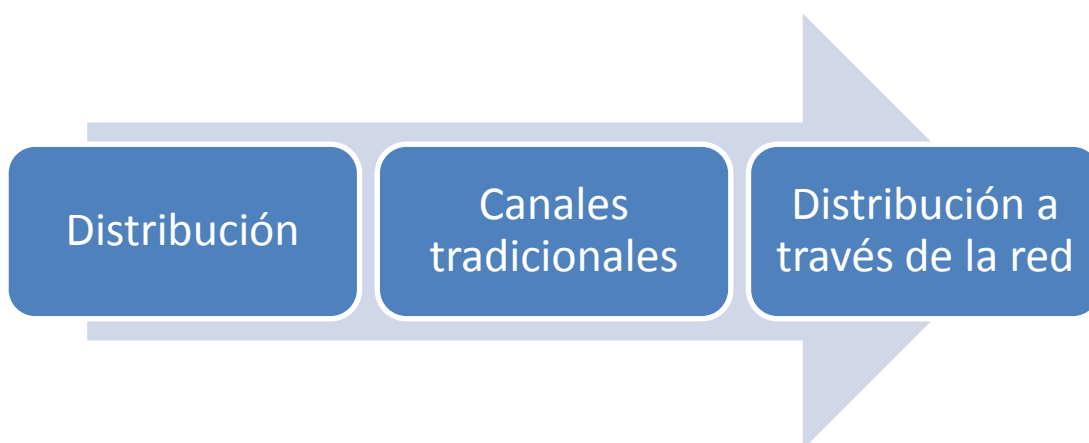 Distribución
Canales
tradicionales
Distribución a
través de la red